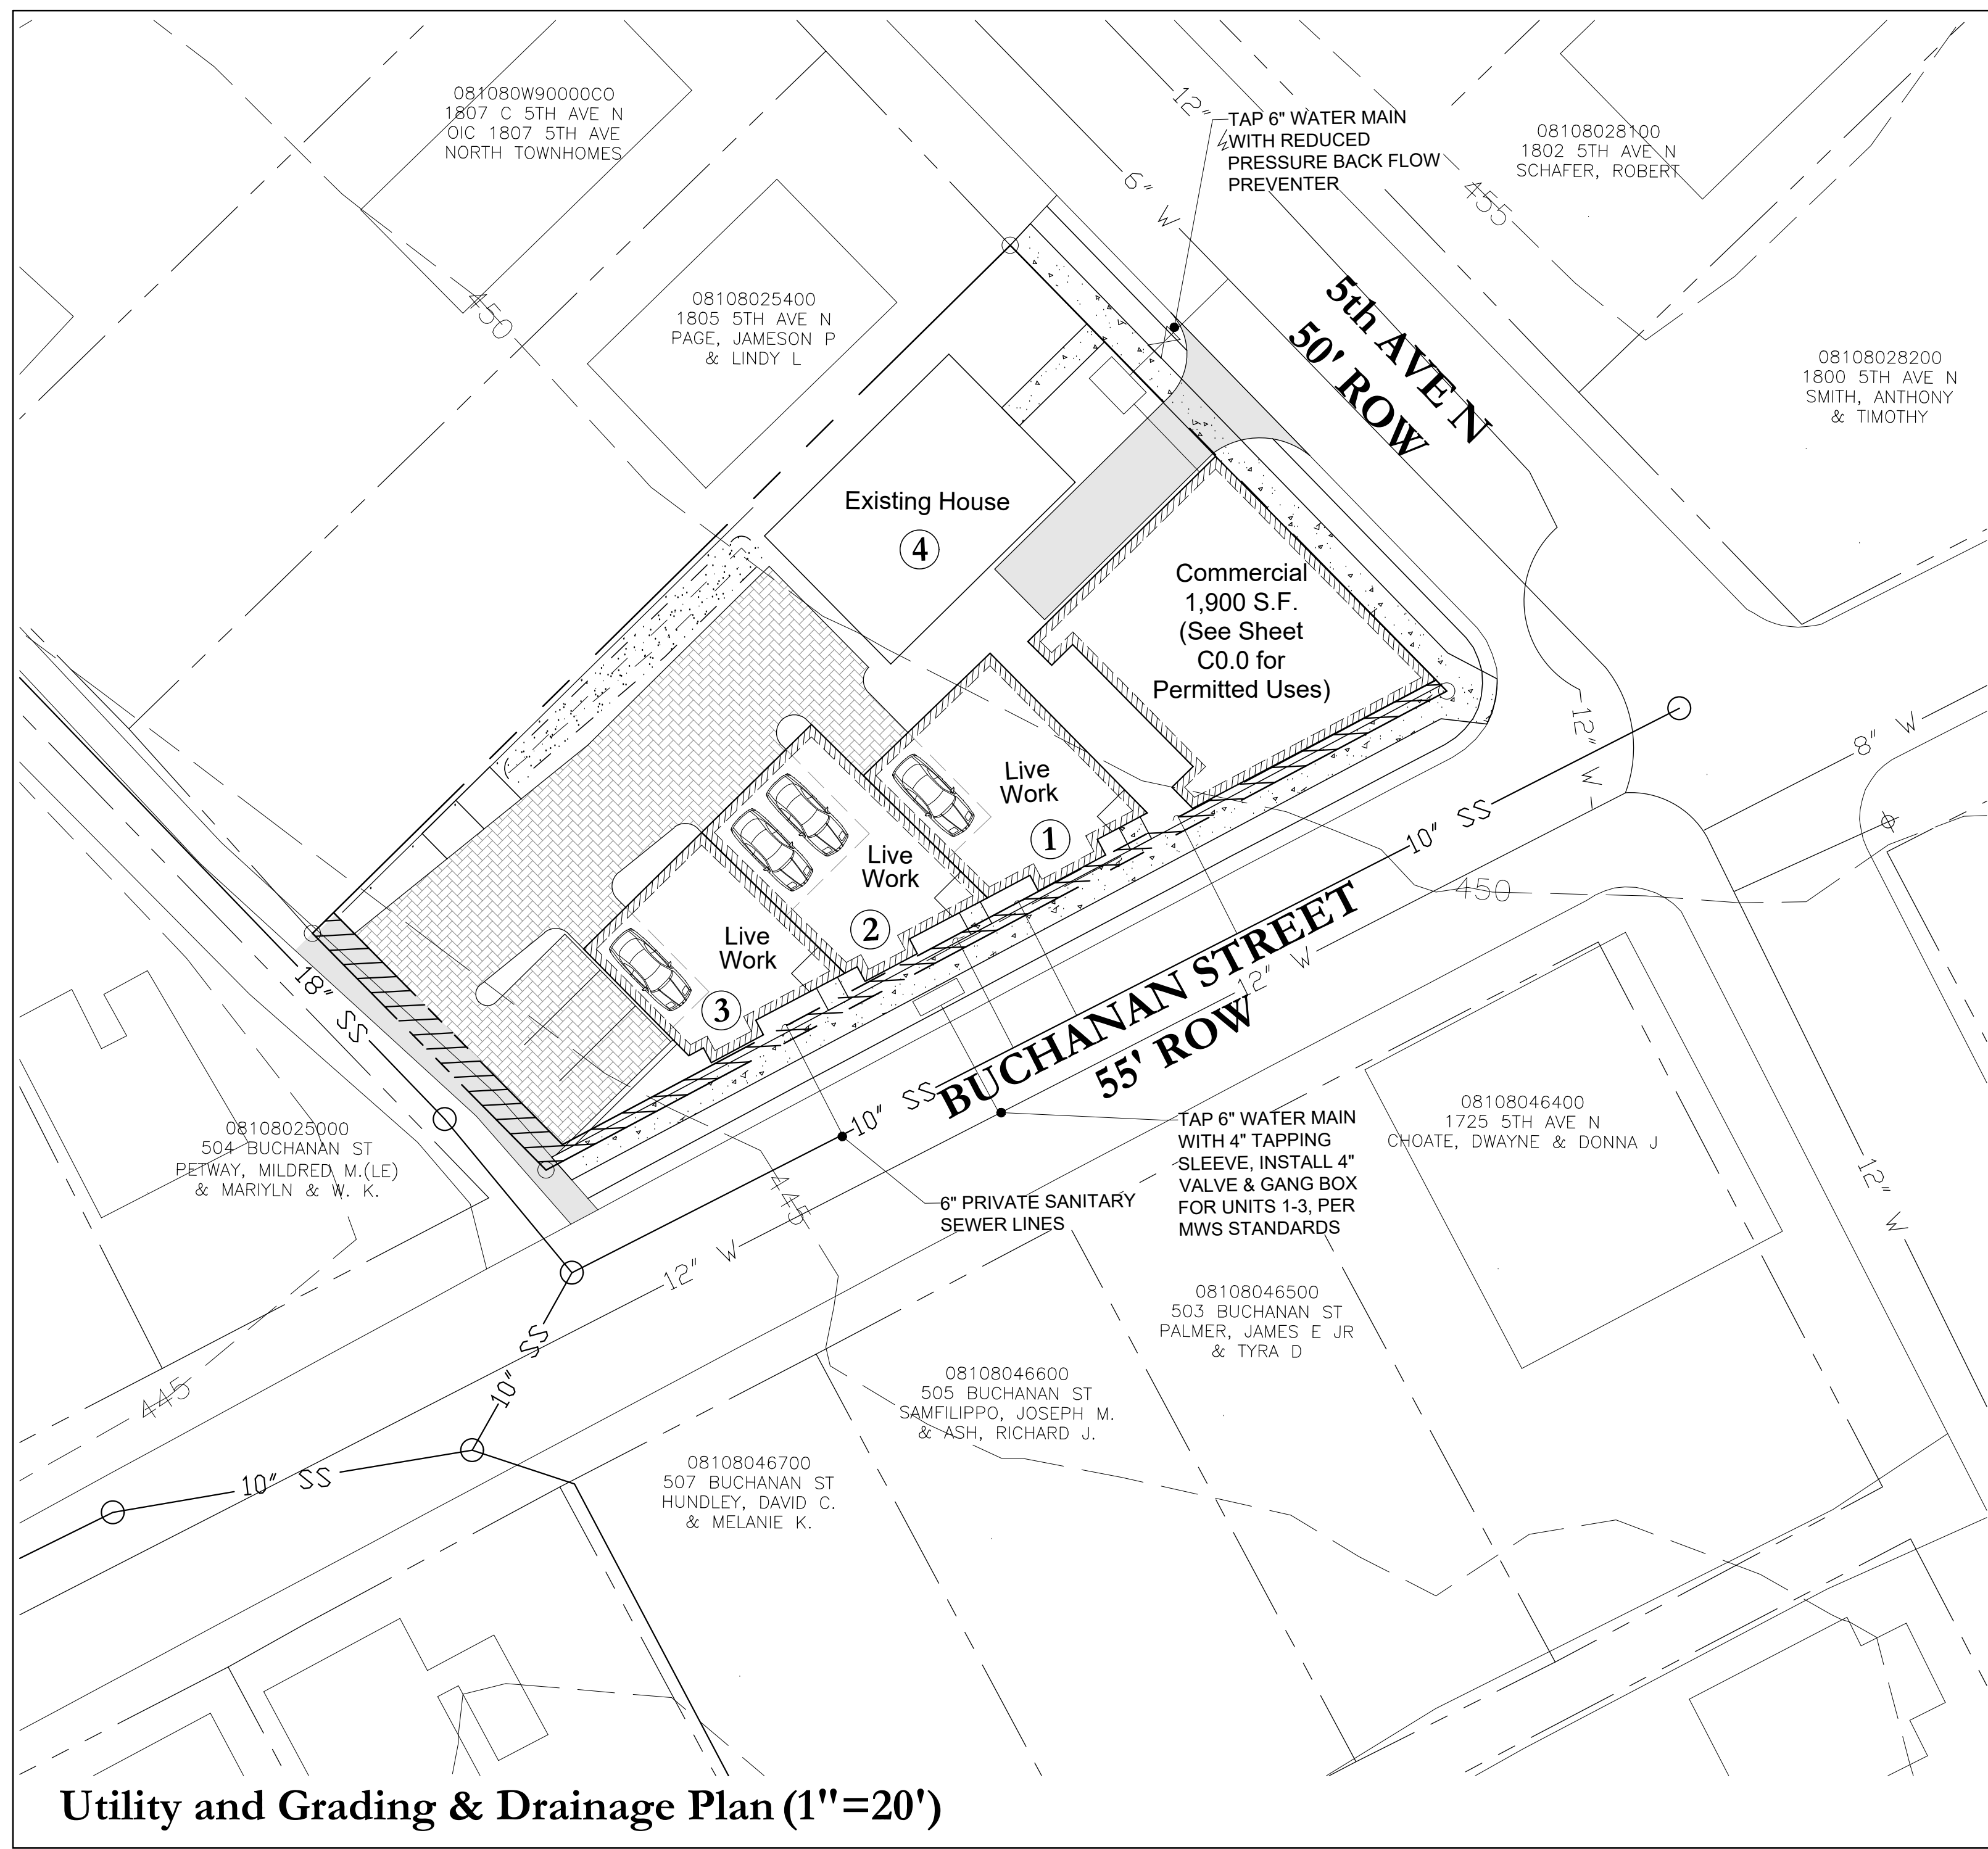 081080W90000CO
1807 C 5TH AVE N
OIC 1807 5TH AVE
NORTH TOWNHOMES
12"
W
TAP 6" WATER MAIN
WITH REDUCED
PRESSURE BACK FLOW
PREVENTER
08108028100
1802 5TH AVE N
SCHAFER, ROBERT
6" W
455
450
08108025400
1805 5TH AVE N
PAGE, JAMESON P
& LINDY L
5th AVE N
50' ROW
08108028200
1800 5TH AVE N
SMITH, ANTHONY
& TIMOTHY
Existing House
4
Commercial
1,900 S.F.
(See Sheet
C0.0 for
Permitted Uses)
12" W
8" W
Live
Work
1
Live
Work
2
Live
Work
3
10" SS
450
18" SS
BUCHANAN STREET
55' ROW
12" W
10" SS
TAP 6" WATER MAIN
WITH 4" TAPPING
SLEEVE, INSTALL 4"
VALVE & GANG BOX
FOR UNITS 1-3, PER
MWS STANDARDS
08108046400
1725 5TH AVE N
CHOATE, DWAYNE & DONNA J
08108025000
504 BUCHANAN ST
PETWAY, MILDRED M.(LE)
& MARIYLN & W. K.
6" PRIVATE SANITARY
SEWER LINES
445
12" W
12" W
08108046500
503 BUCHANAN ST
PALMER, JAMES E JR
& TYRA D
10" SS
445
08108046600
505 BUCHANAN ST
SAMFILIPPO, JOSEPH M.
& ASH, RICHARD J.
10" SS
08108046700
507 BUCHANAN ST
HUNDLEY, DAVID C.
& MELANIE K.
Utility and Grading & Drainage Plan (1"=20')